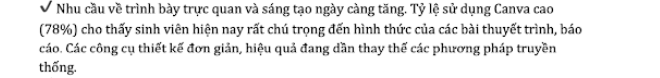 ✓ Nhu cầu về trình bày trực quan và sáng tạo ngày càng tăng. Tỷ lệ sử dụng Canva cao
(78%) cho thấy sinh viên hiện nay rất chú trọng đến hình thức của các bài thuyết trình, báo
cáo. Các công cụ thiết kế đơn giản, hiệu quả đang dần thay thế các phương pháp truyền
thống.